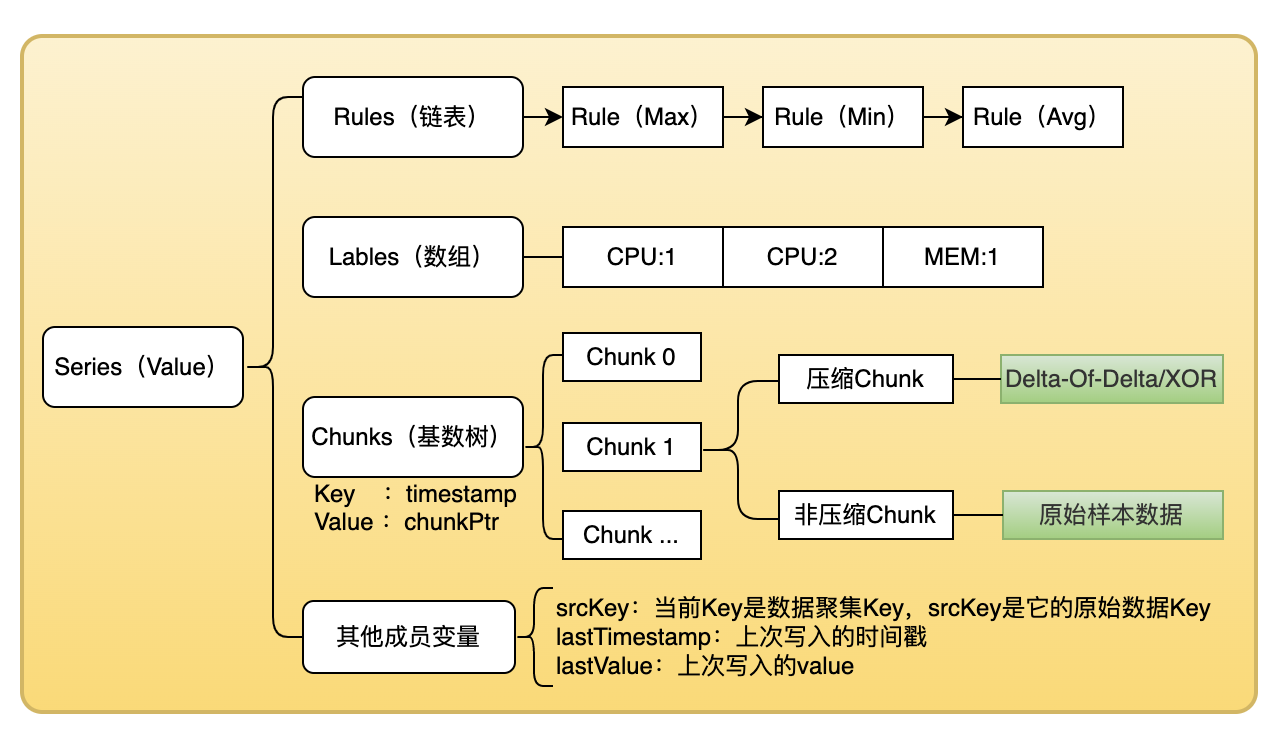 Rules（链表）
Rule（Max）
Rule（Min）
Rule（Avg）
Lables（数组）
CPU:1
CPU:2
MEM:1
Series（Value）
Chunks（基数树）
Key ：timestamp
Value：chunkPtr
Chunk 0
Chunk 1
Chunk ...
压缩Chunk
Delta-Of-Delta/XOR
非压缩Chunk
原始样本数据
其他成员变量
srcKey：当前Key是数据聚集Key，srcKey是它的原始数据Key
lastTimestamp：上次写入的时间戳
lastValue：上次写入的value